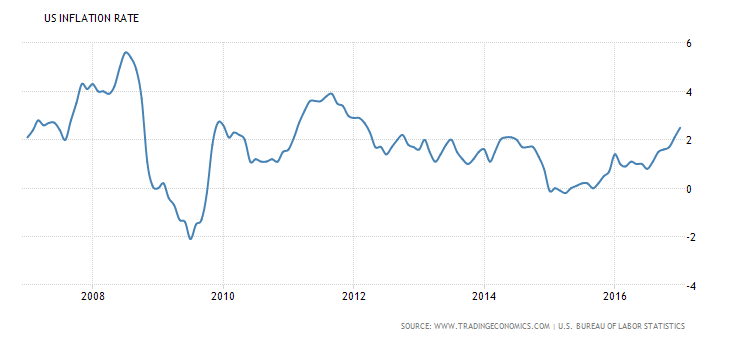 US INFLATION RATE
6
4
2
0
-2
-4
2008 2010 2012 2014 2016
SOURCE: WWW.TRADINGECONOMICS.COM | U.S. BUREAU OF LABOR STATISTICS